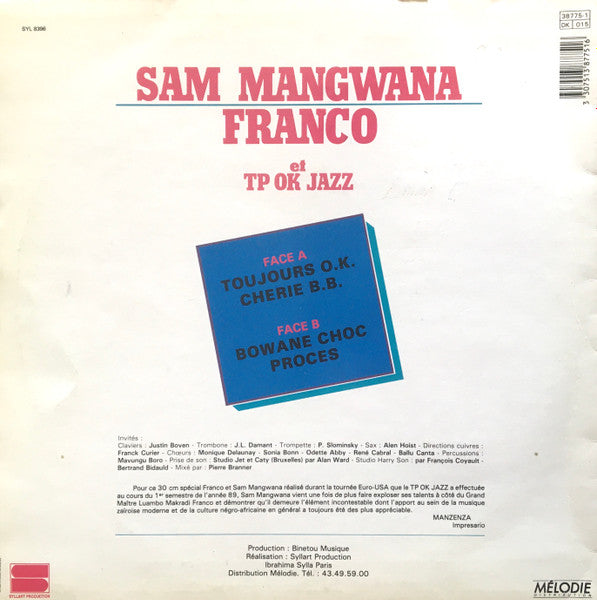 SYL 8396
38775-1
DK 015
3 307513 877516
SAM MANGWANA
FRANCO
et
TP OK JAZZ
FACE A
TOUJOURS O.K.
CHERIE B.B.
FACE B
BOWANE CHOC
PROCES
Invités :
Claviers : Justin Boven - Trombone : J.L. Damant - Trompette : P. Slominsky - Sax : Alen Hoist - Directions cuivres :
Franck Curier - Chœurs : Monique Delaunay - Sonia Bonn - Odette Abby - René Cabral - Ballu Canta - Percussions :
Mavungu Boro - Prise de son : Studio Jet et Caty (Bruxelles) par Alan Ward - Studio Harry Son : par François Coyault -
Bertrand Bidauld - Mixé par : Pierre Branner
Pour ce 30 cm spécial Franco et Sam Mangwana réalisé durant la tournée Euro-USA que le TP OK JAZZ a effectuée
au cours du 1er semestre de l'année 89, Sam Mangwana vient une fois de plus faire exploser ses talents à côté du Grand
Maître Luambo Makradi Franco et démontrer qu'il demeure l'élément incontestable dont l'apport au sein de la musique
zaïroise moderne et de la culture négro-africaine en général a toujours été des plus appréciable.
MANZENZA
Impresario
Production : Binetou Musique
Réalisation : Syllart Production
Ibrahima Sylla Paris
Distribution Mélodie. Tél. : 43.49.59.00
SYLLART PRODUCTION
MÉLODIE
DISTRIBUTION